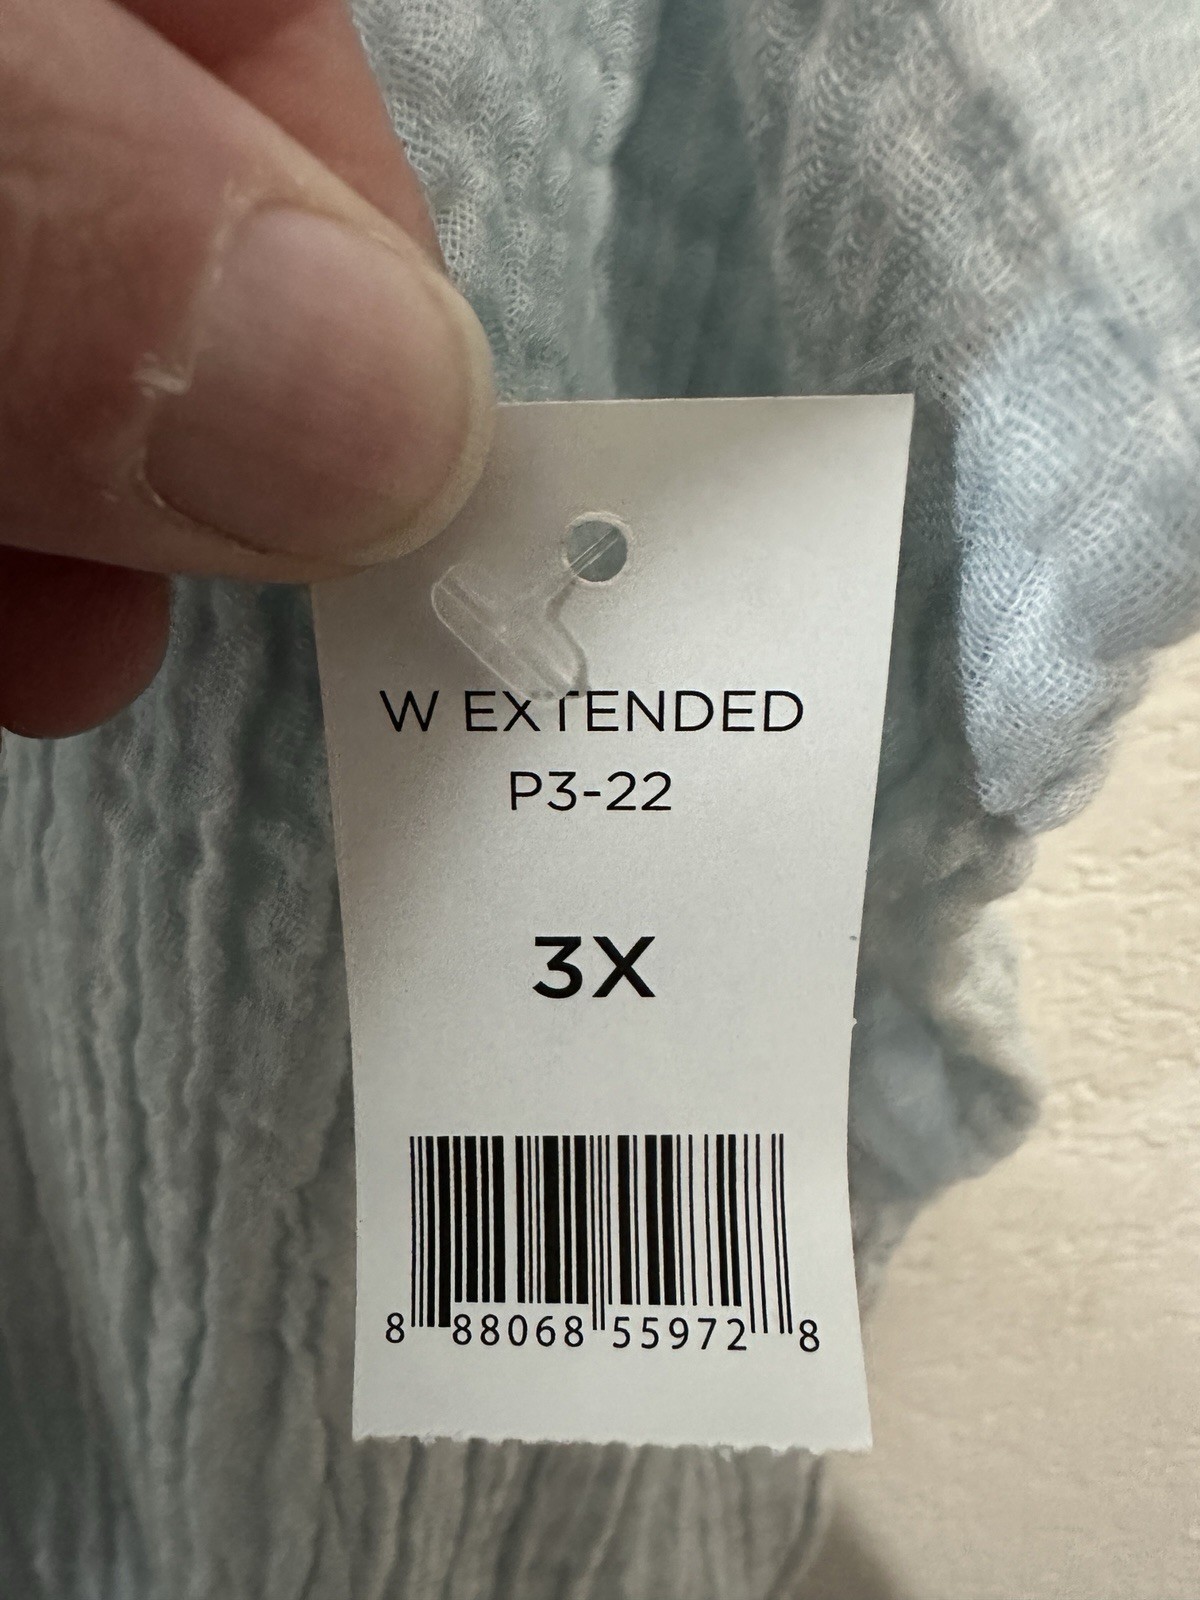 W EXTENDED
P3-22
3X
8 88068 55972 8